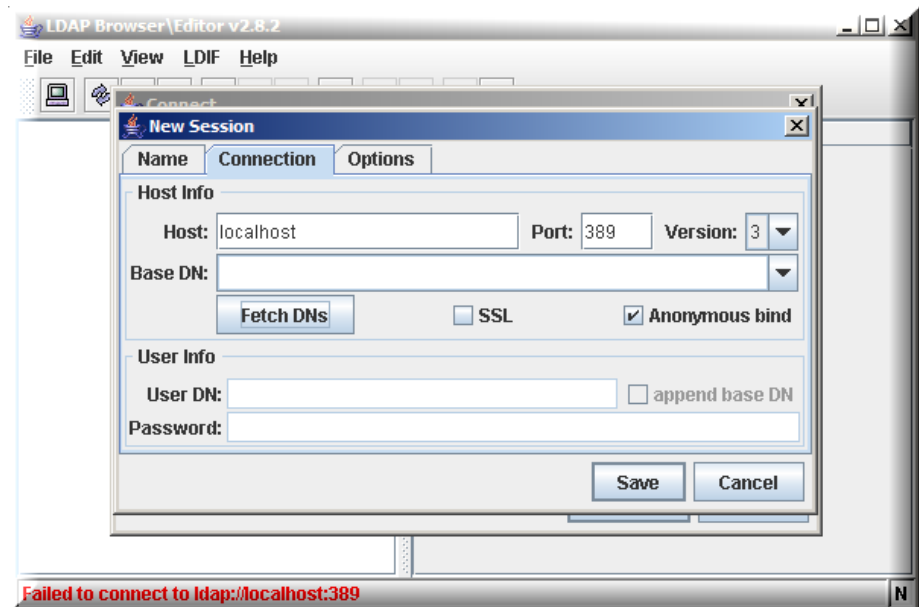 LDAP Browser\Editor v2.8.2
File Edit View LDIF Help
Connect
New Session
Name Connection Options
Host Info
Host: localhost Port: 389 Version: 3
Base DN:
Fetch DNs SSL Anonymous bind
User Info
User DN: append base DN
Password:
Save Cancel
Failed to connect to ldap://localhost:389 N